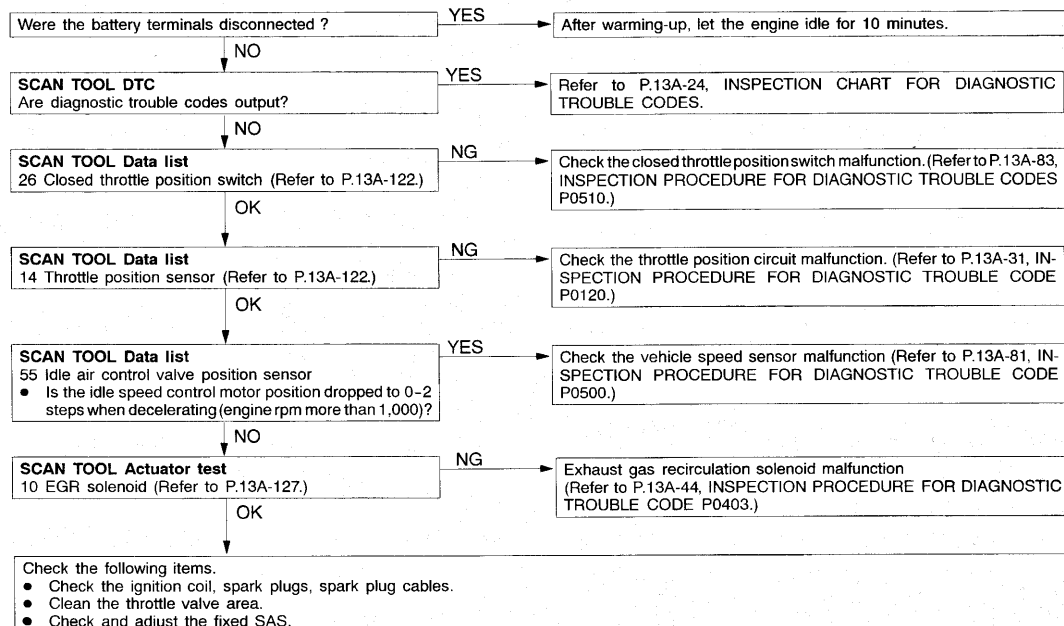 Were the battery terminals disconnected ?
YES
After warming-up, let the engine idle for 10 minutes.
NO
SCAN TOOL DTC
Are diagnostic trouble codes output?
YES
Refer to P.13A-24, INSPECTION CHART FOR DIAGNOSTIC
TROUBLE CODES.
NO
SCAN TOOL Data list
26 Closed throttle position switch (Refer to P.13A-122.)
NG
Check the closed throttle position switch malfunction. (Refer to P.13A-83,
INSPECTION PROCEDURE FOR DIAGNOSTIC TROUBLE CODES
P0510.)
OK
SCAN TOOL Data list
14 Throttle position sensor (Refer to P.13A-122.)
NG
Check the throttle position circuit malfunction. (Refer to P.13A-31, IN-
SPECTION PROCEDURE FOR DIAGNOSTIC TROUBLE CODE
P0120.)
OK
SCAN TOOL Data list
55 Idle air control valve position sensor
● Is the idle speed control motor position dropped to 0-2
steps when decelerating (engine rpm more than 1,000)?
YES
Check the vehicle speed sensor malfunction (Refer to P.13A-81, IN-
SPECTION PROCEDURE FOR DIAGNOSTIC TROUBLE CODE
P0500.)
NO
SCAN TOOL Actuator test
10 EGR solenoid (Refer to P.13A-127.)
NG
Exhaust gas recirculation solenoid malfunction
(Refer to P.13A-44, INSPECTION PROCEDURE FOR DIAGNOSTIC
TROUBLE CODE P0403.)
OK
Check the following items.
● Check the ignition coil, spark plugs, spark plug cables.
● Clean the throttle valve area.
● Check and adjust the fixed SAS.